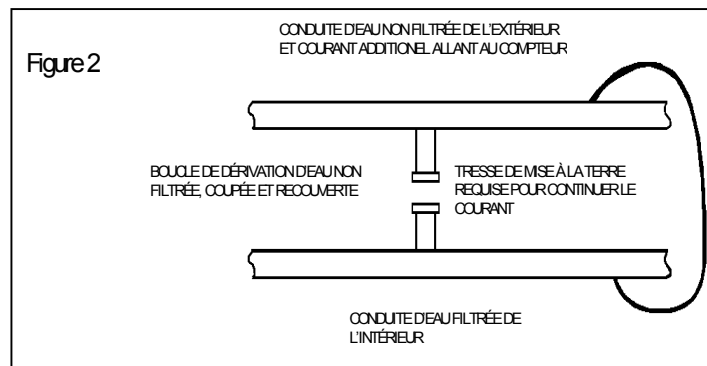 CONDUITE D'EAU NON FILTRÉE DE L'EXTÉRIEUR
ET COURANT ADDITIONEL ALLANT AU COMPTEUR
Figure 2
BOUCLE DE DÉRIVATION D'EAU NON
FILTRÉE, COUPÉE ET RECOUVERTE
TRESSE DE MISE À LA TERRE
REQUISE POUR CONTINUER LE
COURANT
CONDUITE D'EAU FILTRÉE DE
L'INTÉRIEUR